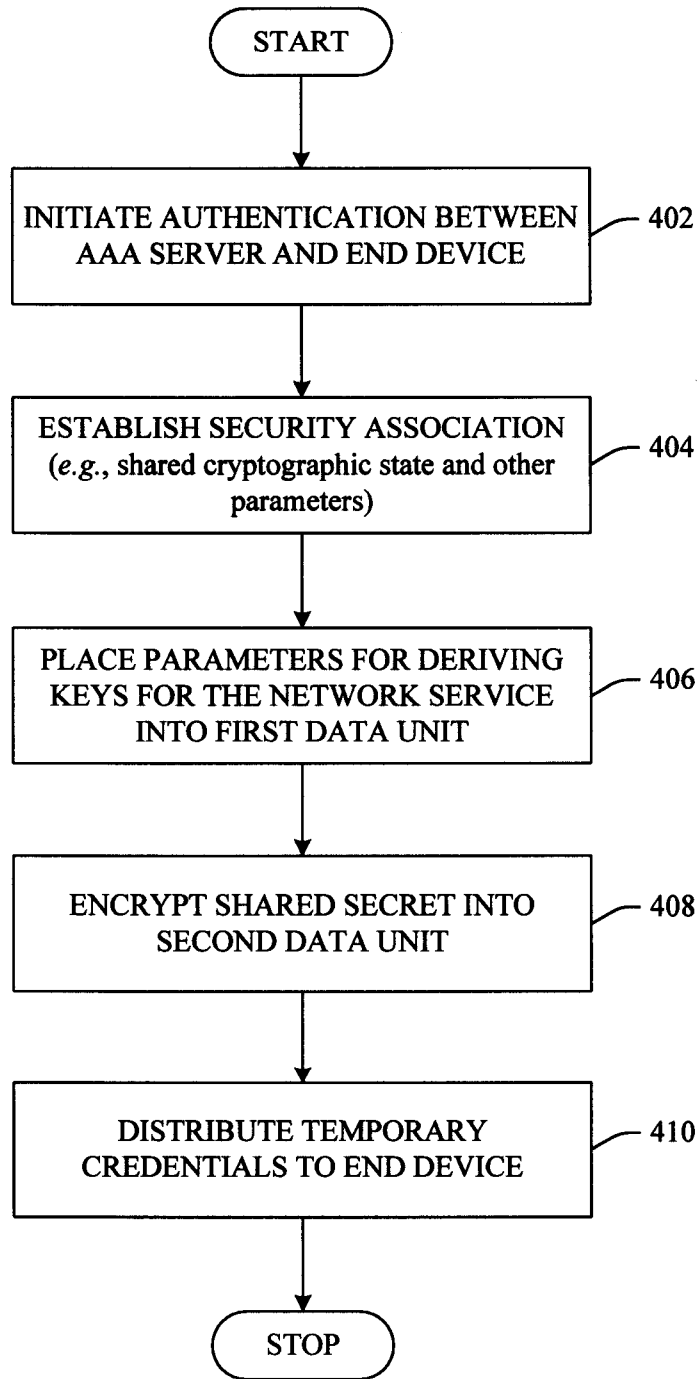 START
INITIATE AUTHENTICATION BETWEEN
AAA SERVER AND END DEVICE
402
ESTABLISH SECURITY ASSOCIATION
(e.g., shared cryptographic state and other
parameters)
404
PLACE PARAMETERS FOR DERIVING
KEYS FOR THE NETWORK SERVICE
INTO FIRST DATA UNIT
406
ENCRYPT SHARED SECRET INTO
SECOND DATA UNIT
408
DISTRIBUTE TEMPORARY
CREDENTIALS TO END DEVICE
410
STOP